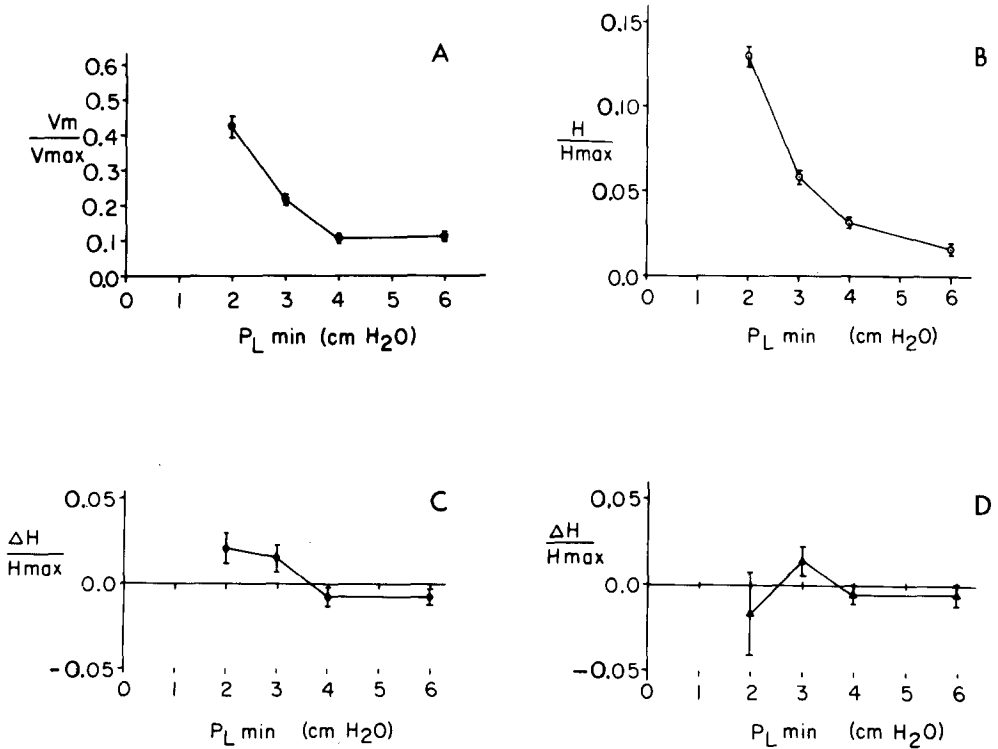 A
0.6
0.5
0.4
0.3
0.2
0.1
0.0
Vm
Vmax
0 1 2 3 4 5 6
PL min (cm H2O)
B
0.15
0.10
0.05
0.0
H
Hmax
0 1 2 3 4 5 6
PL min (cm H2O)
C
0.05
0.0
-0.05
ΔH
Hmax
0 1 2 3 4 5 6
PL min (cm H2O)
D
0.05
0.0
-0.05
ΔH
Hmax
0 1 2 3 4 5 6
PL min (cm H2O)